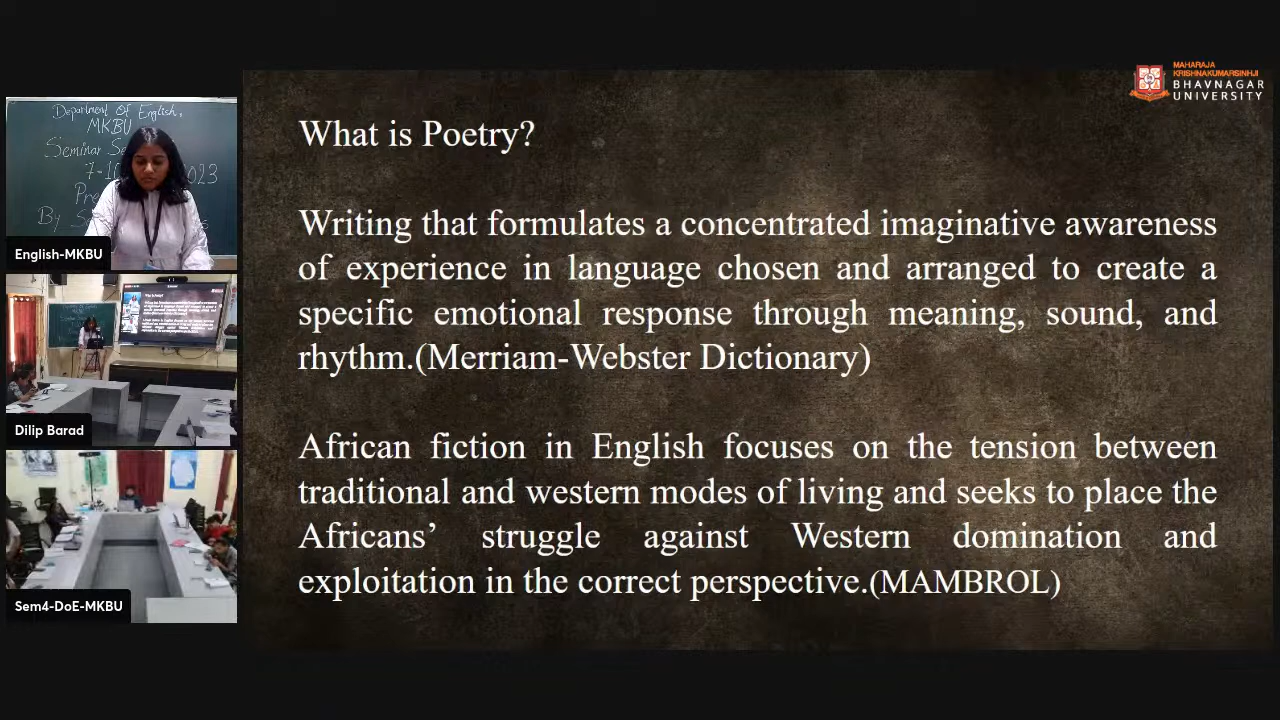 MAHARAJA
KRISHNAKUMARSINHJI
BHAVNAGAR
UNIVERSITY
What is Poetry?
Writing that formulates a concentrated imaginative awareness
of experience in language chosen and arranged to create a
specific emotional response through meaning, sound, and
rhythm.(Merriam-Webster Dictionary)
African fiction in English focuses on the tension between
traditional and western modes of living and seeks to place the
Africans’ struggle against Western domination and
exploitation in the correct perspective.(MAMBROL)
Department Of English,
MKBU
Seminar
By
English-MKBU
Dilip Barad
Sem4-DoE-MKBU